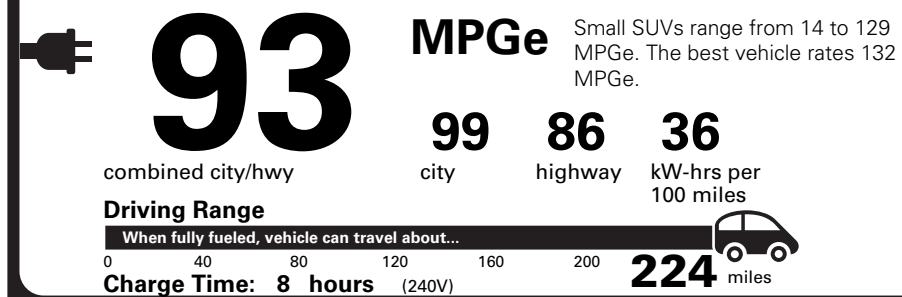 93
MPGe
Small SUVs range from 14 to 129
MPGe. The best vehicle rates 132
MPGe.
combined city/hwy
99
city
86
highway
36
kW-hrs per
100 miles
Driving Range
When fully fueled, vehicle can travel about...
0 40 80 120 160 200 224 miles
Charge Time: 8 hours (240V)